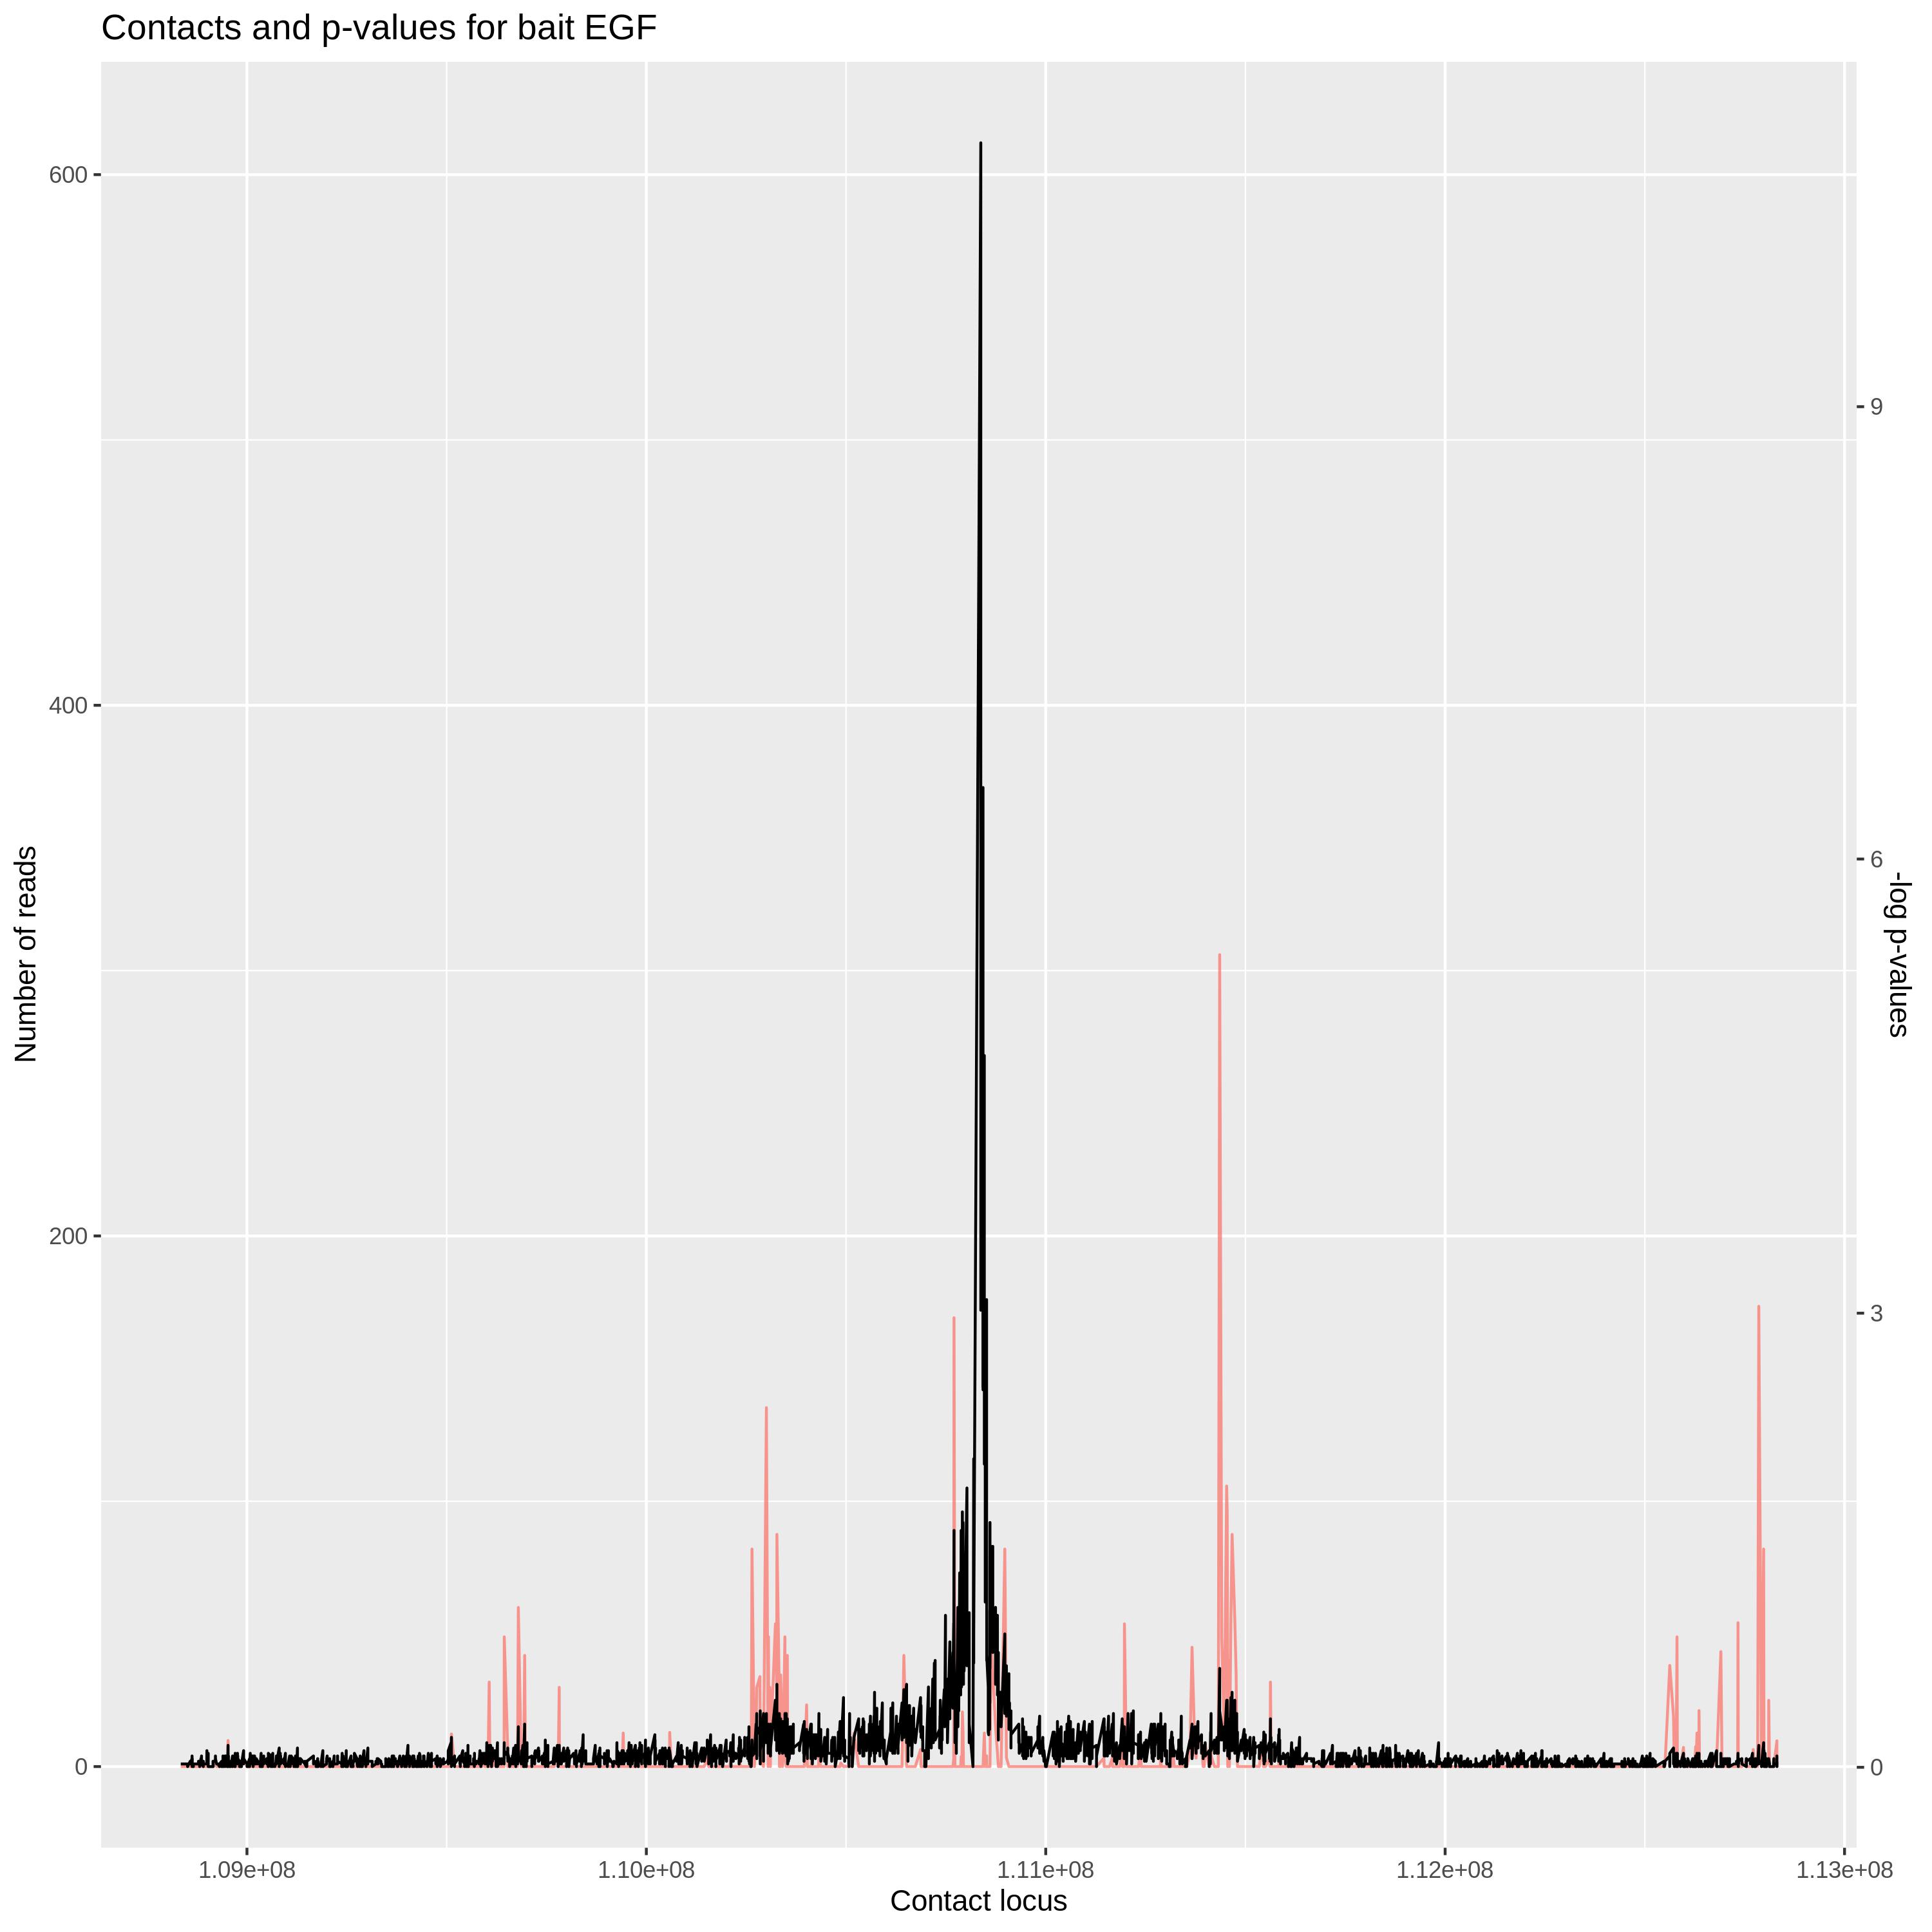 Contacts and p-values for bait EGF
600
400
200
0
Number of reads
9
6
3
0
-log p-values
1.09e+08
1.10e+08
1.11e+08
1.12e+08
1.13e+08
Contact locus